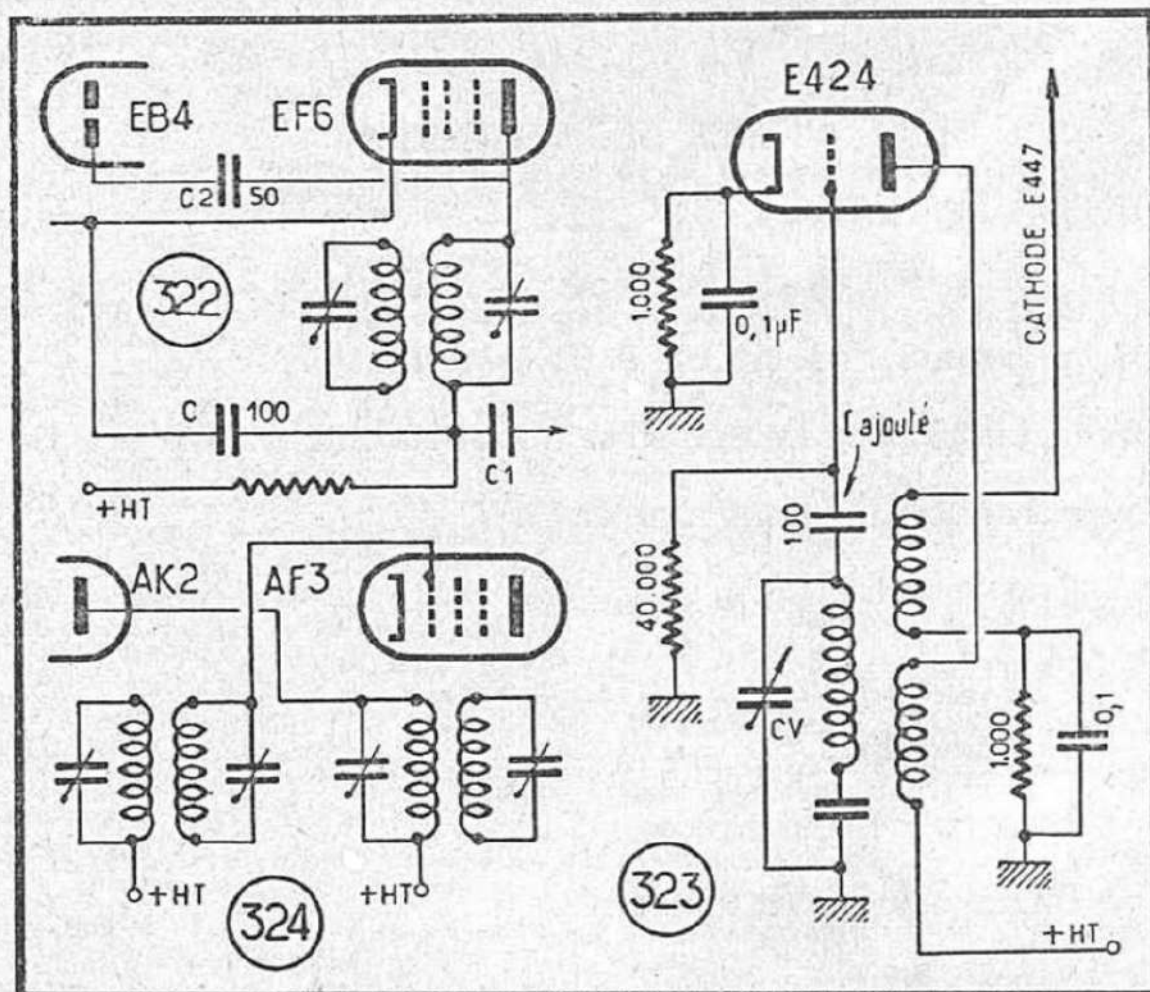 EB4
EF6
C2 50
322
C 100
C1
+HT
AK2
AF3
+HT
+HT
324
E424
1.000
0,1µF
CATHODE E447
C ajouté
100
40.000
CV
1.000
0,1
323
+HT